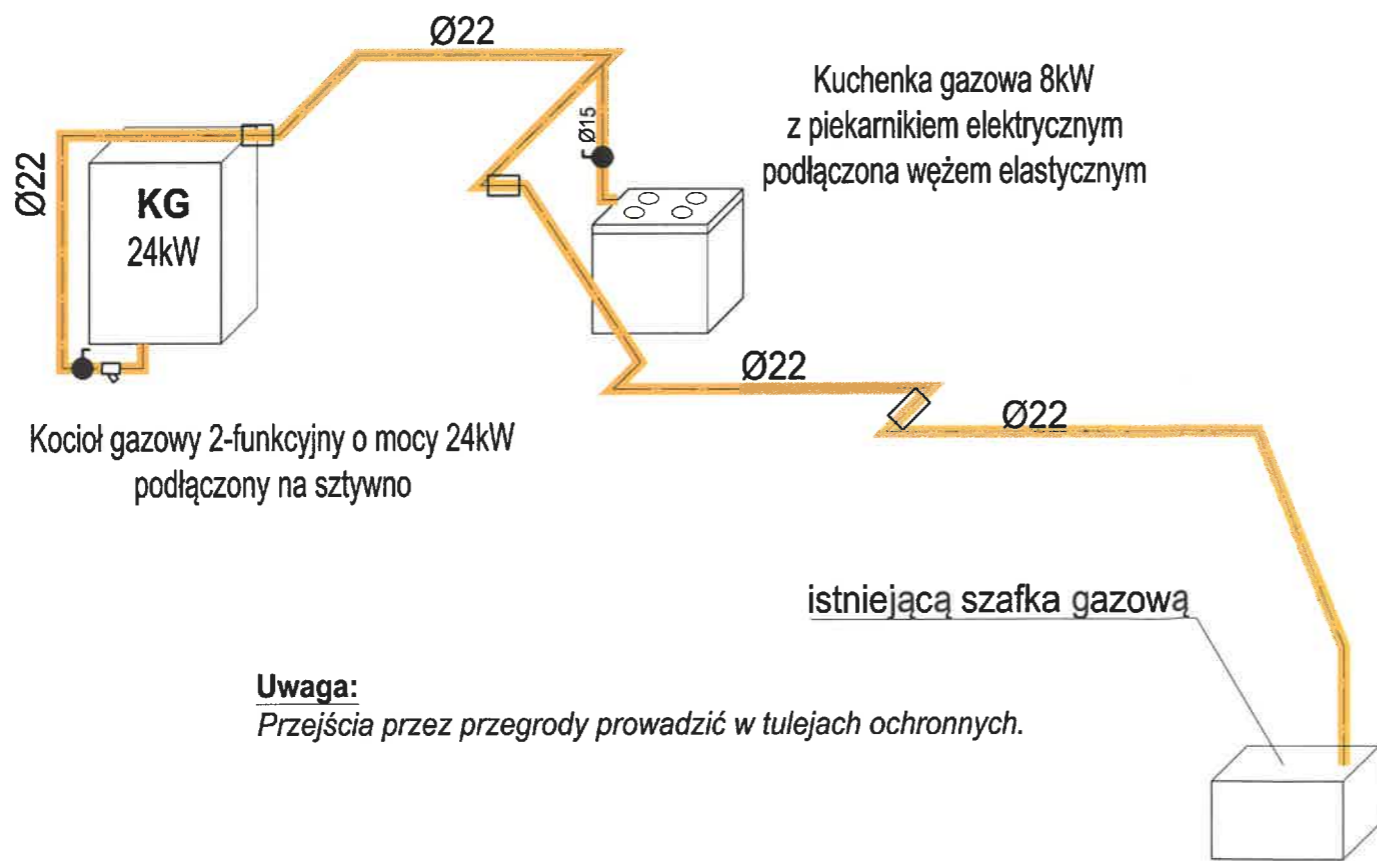 Ø22
Kuchenka gazowa 8kW
z piekarnikiem elektrycznym
podłączona wężem elastycznym
Ø15
Ø22
KG
24kW
Ø22
Ø22
Kocioł gazowy 2-funkcyjny o mocy 24kW
podłączony na sztywno
istniejącą szafka gazową
Uwaga:
Przejścia przez przegrody prowadzić w tulejach ochronnych.